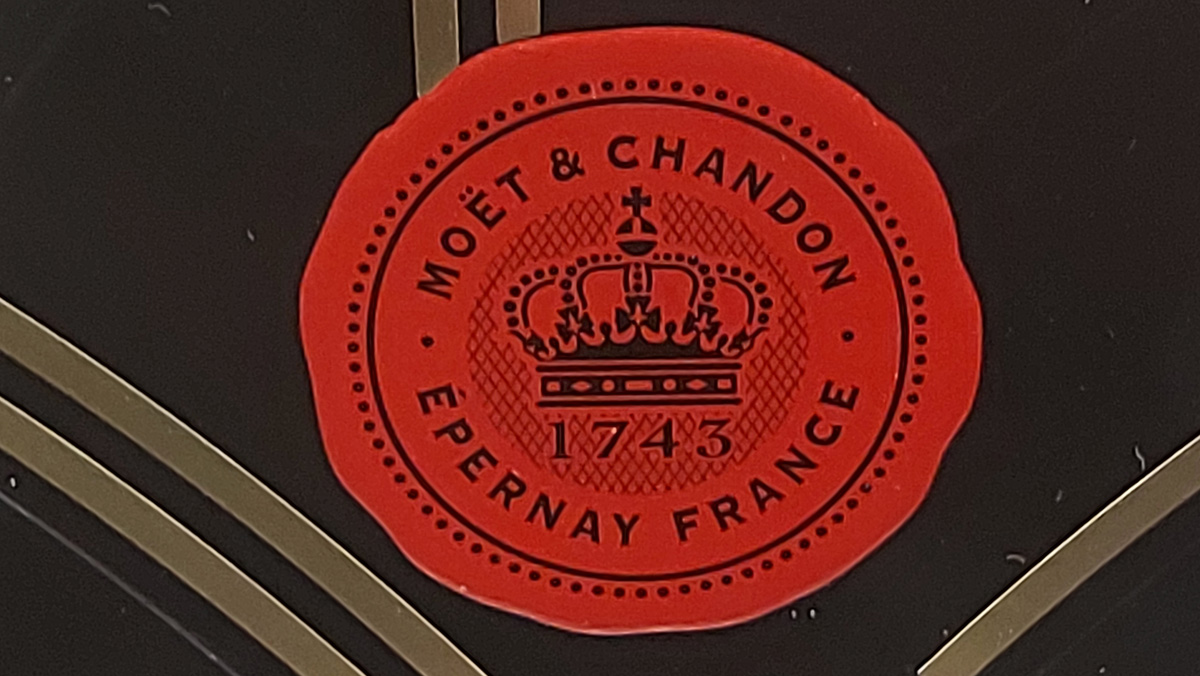 MOËT & CHANDON
1743
ÉPERNAY FRANCE